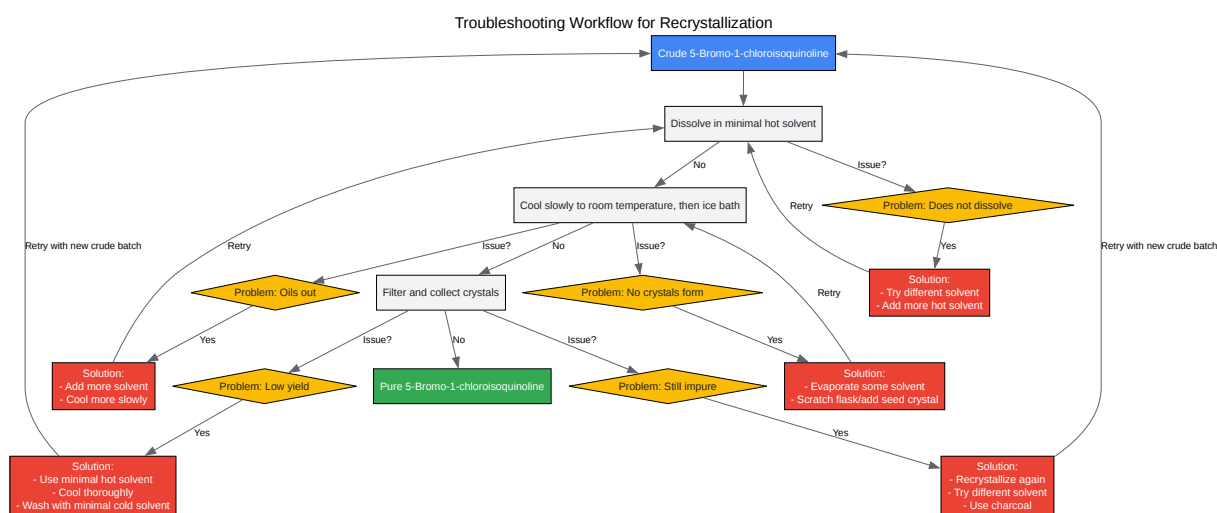 Troubleshooting Workflow for Recrystallization
Crude 5-Bromo-1-chloroisoquinoline
Dissolve in minimal hot solvent
No
Issue?
Cool slowly to room temperature, then ice bath
Retry
Problem: Does not dissolve
Retry with new crude batch
Retry
Issue?
No
Issue?
Yes
Retry with new crude batch
Problem: Oils out
Filter and collect crystals
Problem: No crystals form
Retry
Solution:
- Try different solvent
- Add more hot solvent
Yes
Issue?
No
Issue?
Yes
Solution:
- Add more solvent
- Cool more slowly
Problem: Low yield
Pure 5-Bromo-1-chloroisoquinoline
Problem: Still impure
Solution:
- Evaporate some solvent
- Scratch flask/add seed crystal
Yes
Yes
Solution:
- Use minimal hot solvent
- Cool thoroughly
- Wash with minimal cold solvent
Solution:
- Recrystallize again
- Try different solvent
- Use charcoal